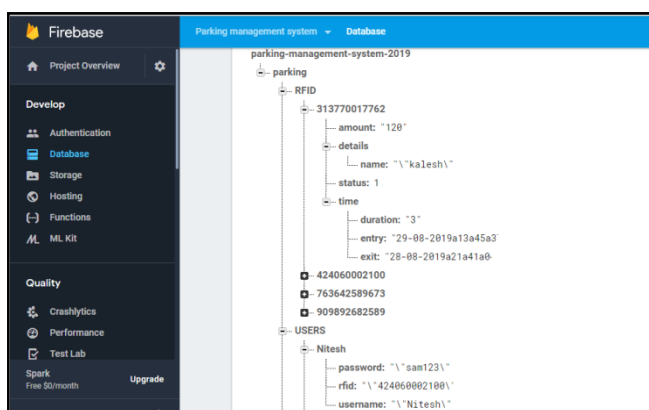 Firebase
Parking management system Database
Project Overview
Develop
Authentication
Database
Storage
Hosting
Functions
ML Kit
Quality
Crashlytics
Performance
Test Lab
Spark
Free $0/month
Upgrade
parking-management-system-2019
parking
RFID
313770017762
amount: "120"
details
name: "\"kalesh\"
status: 1
time
duration: "3"
entry: "29-08-2019a13a45a3
exit: "28-08-2019a21a41a0
424060002100
763642589673
909892682589
USERS
Nitesh
password: "\"sam123\"
rfid: "\"424060002100\
username: "\"Nitesh\"